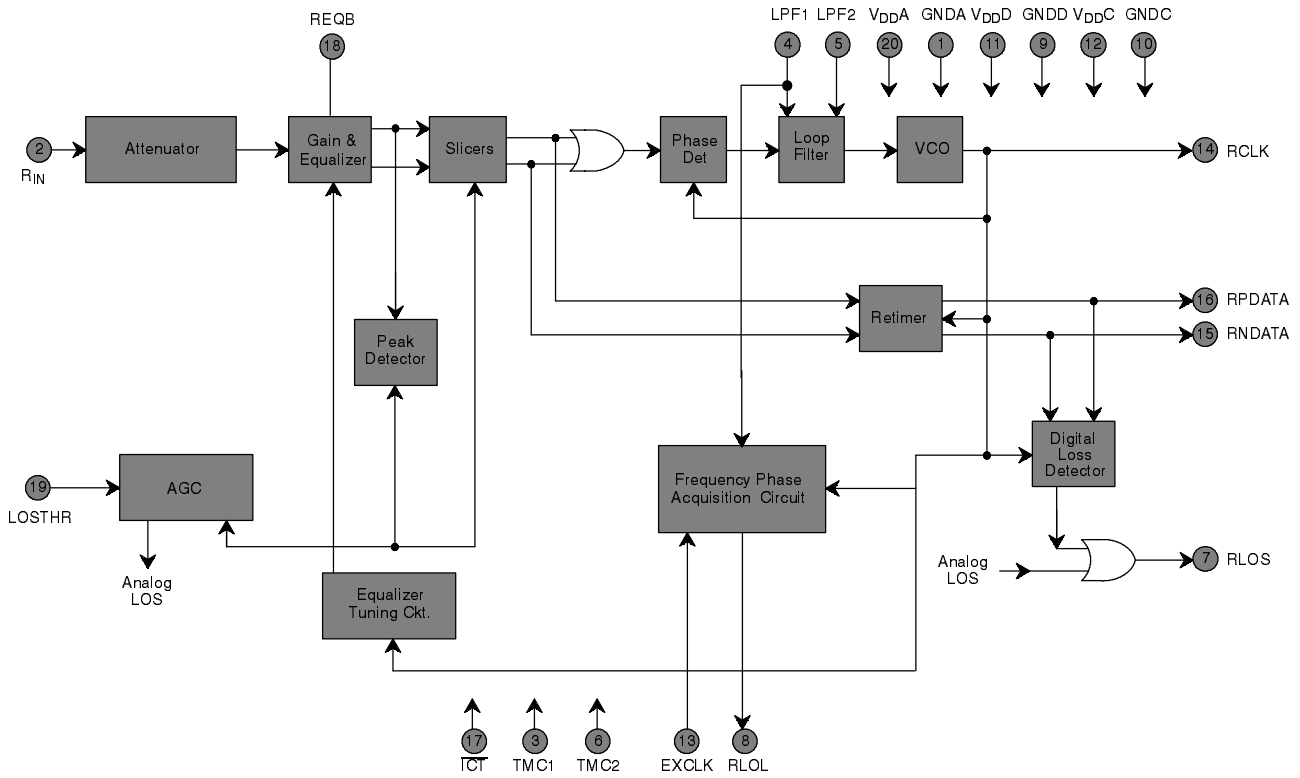 REQB
18
LPF1 LPF2 VDDA GNDA VDDD GNDD VDDC GNDC
4 5 20 1 11 9 12 10
2
RIN
Attenuator
Gain &
Equalizer
Slicers
Phase
Det
Loop
Filter
VCO
14 RCLK
Retimer
16 RPDATA
15 RNDATA
Peak
Detector
Digital
Loss
Detector
19
LOSTHR
AGC
Frequency Phase
Acquisition Circuit
Analog
LOS
Analog
LOS
7 RLOS
Equalizer
Tuning Ckt.
17 3 6 13 8
ICT TMC1 TMC2 EXCLK RLOL